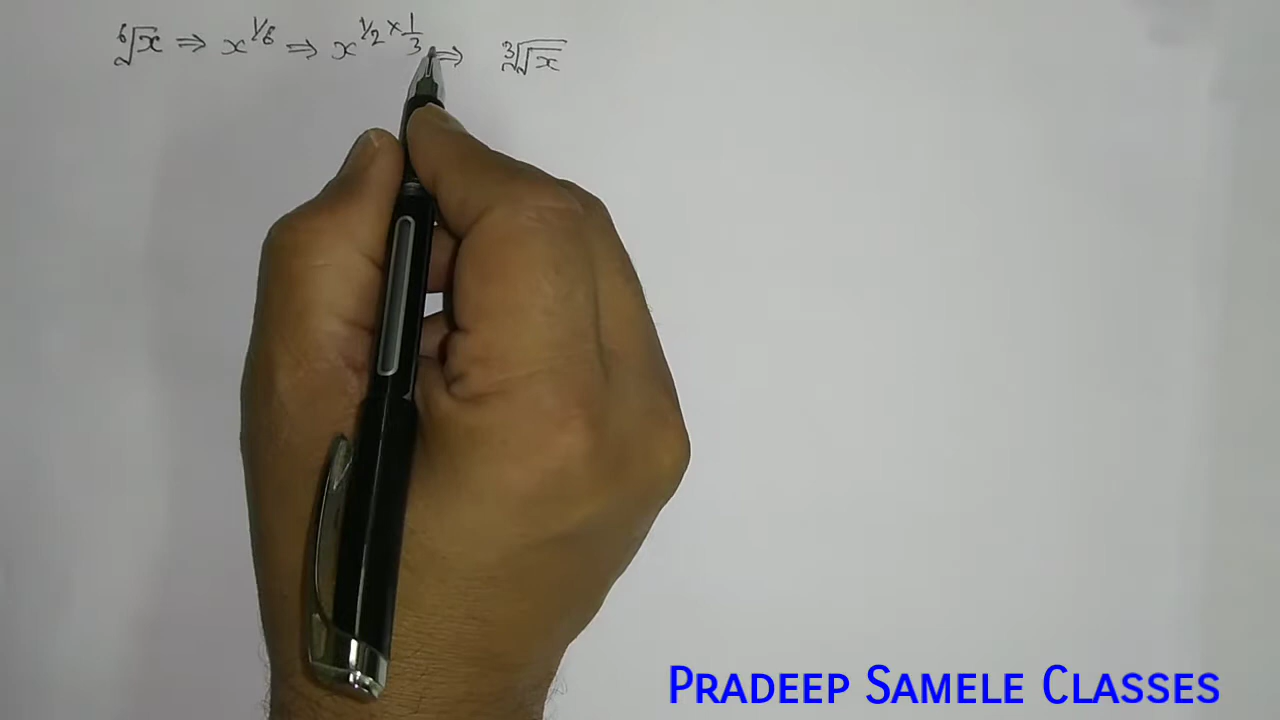 ⁶√x ⇒ x^1/6 ⇒ x^1/2 × 1/3 ⇒ ³√√x
PRADEEP SAMELE CLASSES